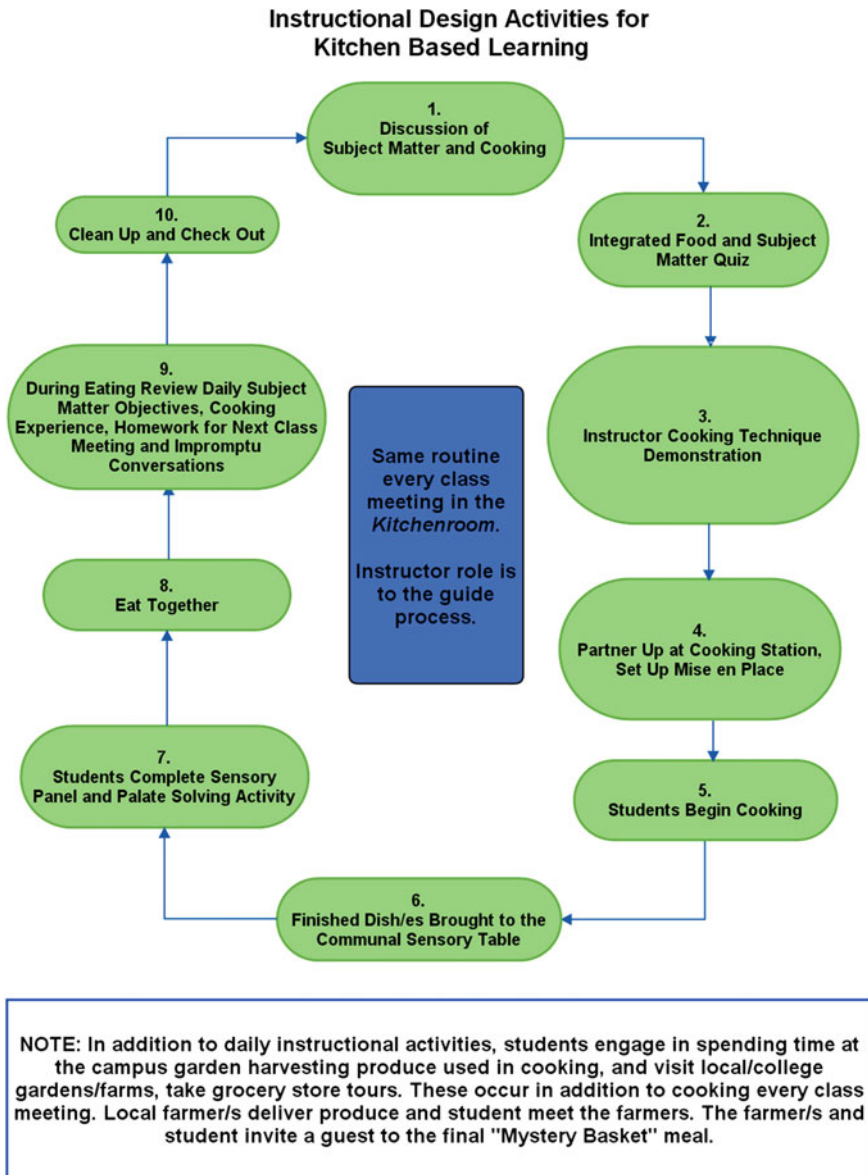 Instructional Design Activities for
Kitchen Based Learning
1.
Discussion of
Subject Matter and Cooking
2.
Integrated Food and Subject
Matter Quiz
3.
Instructor Cooking Technique
Demonstration
4.
Partner Up at Cooking Station,
Set Up Mise en Place
5.
Students Begin Cooking
6.
Finished Dish/es Brought to the
Communal Sensory Table
7.
Students Complete Sensory
Panel and Palate Solving Activity
8.
Eat Together
9.
During Eating Review Daily Subject
Matter Objectives, Cooking
Experience, Homework for Next Class
Meeting and Impromptu
Conversations
10.
Clean Up and Check Out
Same routine
every class
meeting in the
Kitchenroom.
Instructor role is
to the guide
process.
NOTE: In addition to daily instructional activities, students engage in spending time at
the campus garden harvesting produce used in cooking, and visit local/college
gardens/farms, take grocery store tours. These occur in addition to cooking every class
meeting. Local farmer/s deliver produce and student meet the farmers. The farmer/s and
student invite a guest to the final "Mystery Basket" meal.